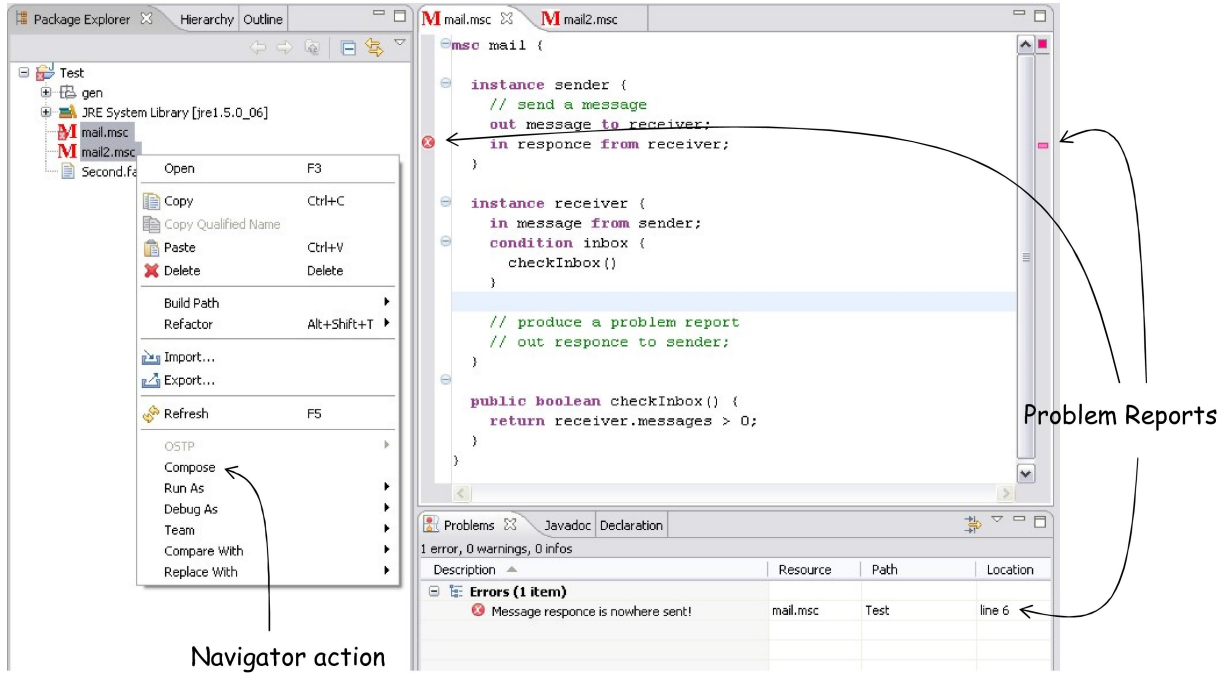 Package Explorer Hierarchy Outline
Test
gen
JRE System Library [jre1.5.0_06]
mail.msc
mail2.msc
Second.fa
Open F3
Copy Ctrl+C
Copy Qualified Name
Paste Ctrl+V
Delete Delete
Build Path
Refactor Alt+Shift+T
Import...
Export...
Refresh F5
OSTP
Compose
Run As
Debug As
Team
Compare With
Replace With
Navigator action
M mail.msc M mail2.msc
msc mail {
instance sender {
// send a message
out message to receiver;
in responce from receiver;
}
instance receiver {
in message from sender;
condition inbox {
checkInbox()
}
// produce a problem report
// out responce to sender;
}
public boolean checkInbox() {
return receiver.messages > 0;
}
}
Problem Reports
Problems Javadoc Declaration
1 error, 0 warnings, 0 infos
Description Resource Path Location
Errors (1 item)
Message responce is nowhere sent! mail.msc Test line 6